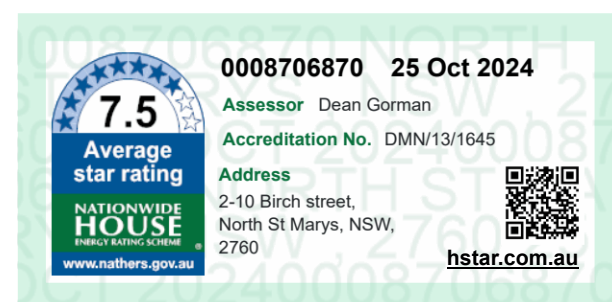 0008706870 25 Oct 2024
7.5
Average
star rating
NATIONWIDE
HOUSE
ENERGY RATING SCHEME
®
www.nathers.gov.au
Assessor Dean Gorman
Accreditation No. DMN/13/1645
Address
2-10 Birch street,
North St Marys, NSW,
2760
hstar.com.au